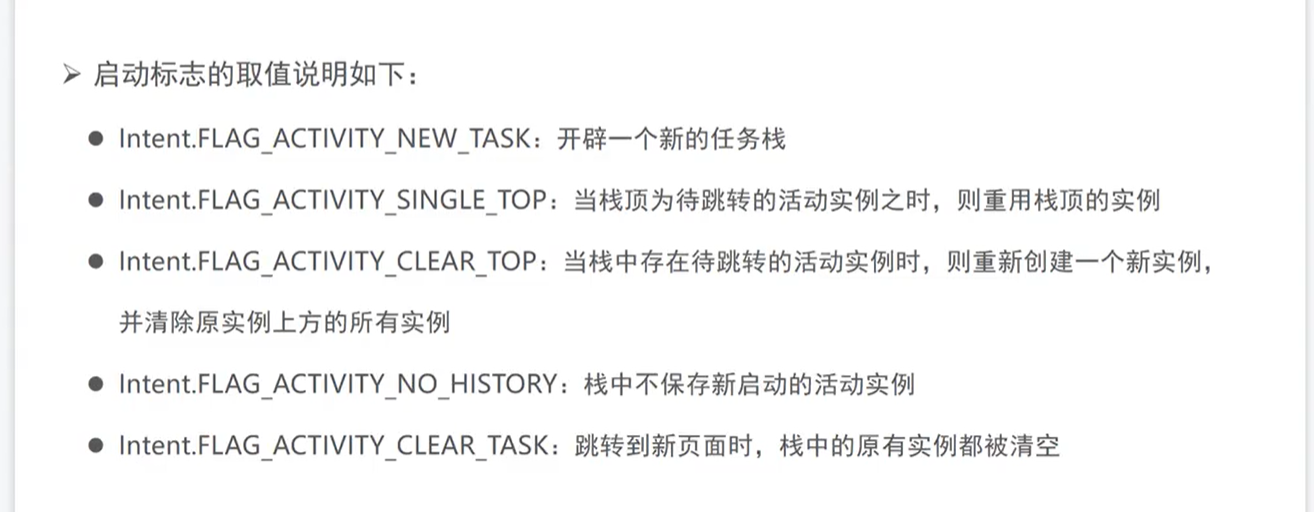 ➢ 启动标志的取值说明如下：
● Intent.FLAG_ACTIVITY_NEW_TASK：开辟一个新的任务栈
● Intent.FLAG_ACTIVITY_SINGLE_TOP：当栈顶为待跳转的活动实例之时，则重用栈顶的实例
● Intent.FLAG_ACTIVITY_CLEAR_TOP：当栈中存在待跳转的活动实例时，则重新创建一个新实例，
并清除原实例上方的所有实例
● Intent.FLAG_ACTIVITY_NO_HISTORY：栈中不保存新启动的活动实例
● Intent.FLAG_ACTIVITY_CLEAR_TASK：跳转到新页面时，栈中的原有实例都被清空